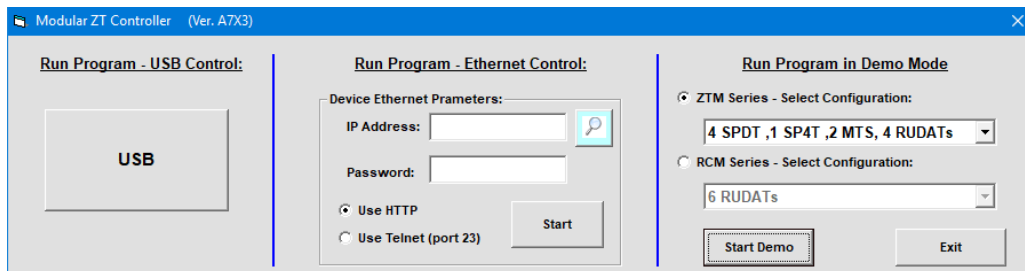 Modular ZT Controller (Ver. A7X3)
Run Program - USB Control:
USB
Run Program - Ethernet Control:
Device Ethernet Prameters:
IP Address:
Password:
Use HTTP
Use Telnet (port 23)
Start
Run Program in Demo Mode
ZTM Series - Select Configuration:
4 SPDT ,1 SP4T ,2 MTS, 4 RUDATs
RCM Series - Select Configuration:
6 RUDATs
Start Demo
Exit